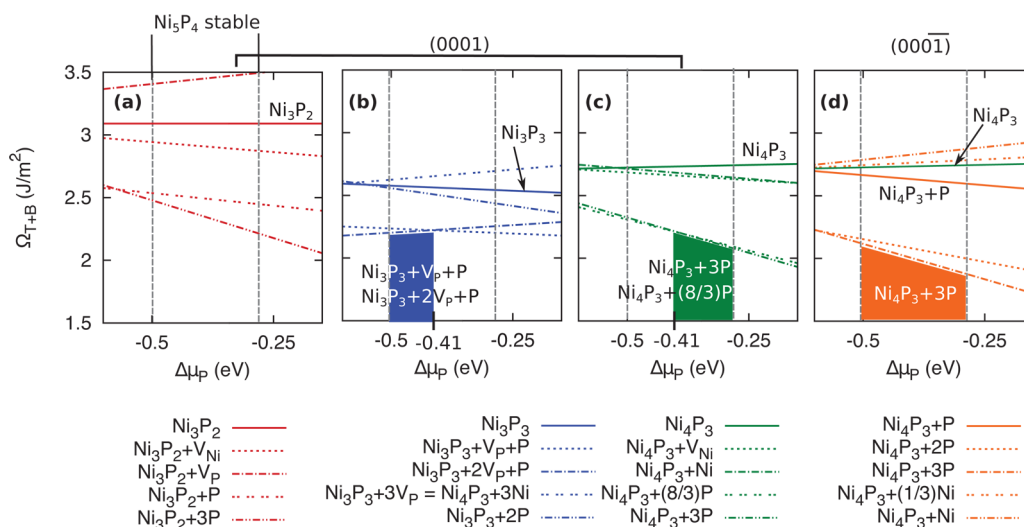 Ni5P4 stable
(0001)
(0001̅)
3.5
3
2.5
2
1.5
Ω_T+B (J/m²)
(a)
Ni3P2
-0.5
-0.25
ΔμP (eV)
(b)
Ni3P3
Ni3P3+VP+P
Ni3P3+2VP+P
-0.5
-0.41
-0.25
ΔμP (eV)
(c)
Ni4P3
Ni4P3+3P
Ni4P3+(8/3)P
-0.5
-0.41
-0.25
ΔμP (eV)
(d)
Ni4P3
Ni4P3+P
Ni4P3+3P
-0.5
-0.25
ΔμP (eV)
Ni3P2
Ni3P2+VNi
Ni3P2+VP
Ni3P2+P
Ni3P2+3P
Ni3P3
Ni3P3+VP+P
Ni3P3+2VP+P
Ni3P3+3VP = Ni4P3+3Ni
Ni3P3+2P
Ni4P3
Ni4P3+VNi
Ni4P3+Ni
Ni4P3+(8/3)P
Ni4P3+3P
Ni4P3+P
Ni4P3+2P
Ni4P3+3P
Ni4P3+(1/3)Ni
Ni4P3+Ni